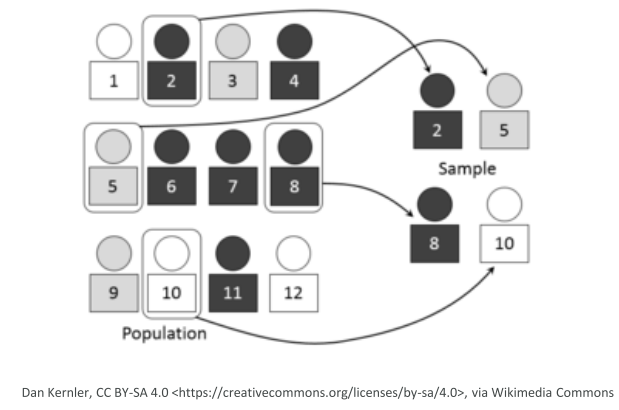 1 2 3 4
2 5
Sample
5 6 7 8
8 10
9 10 11 12
Population
Dan Kernler, CC BY-SA 4.0 <https://creativecommons.org/licenses/by-sa/4.0>, via Wikimedia Commons